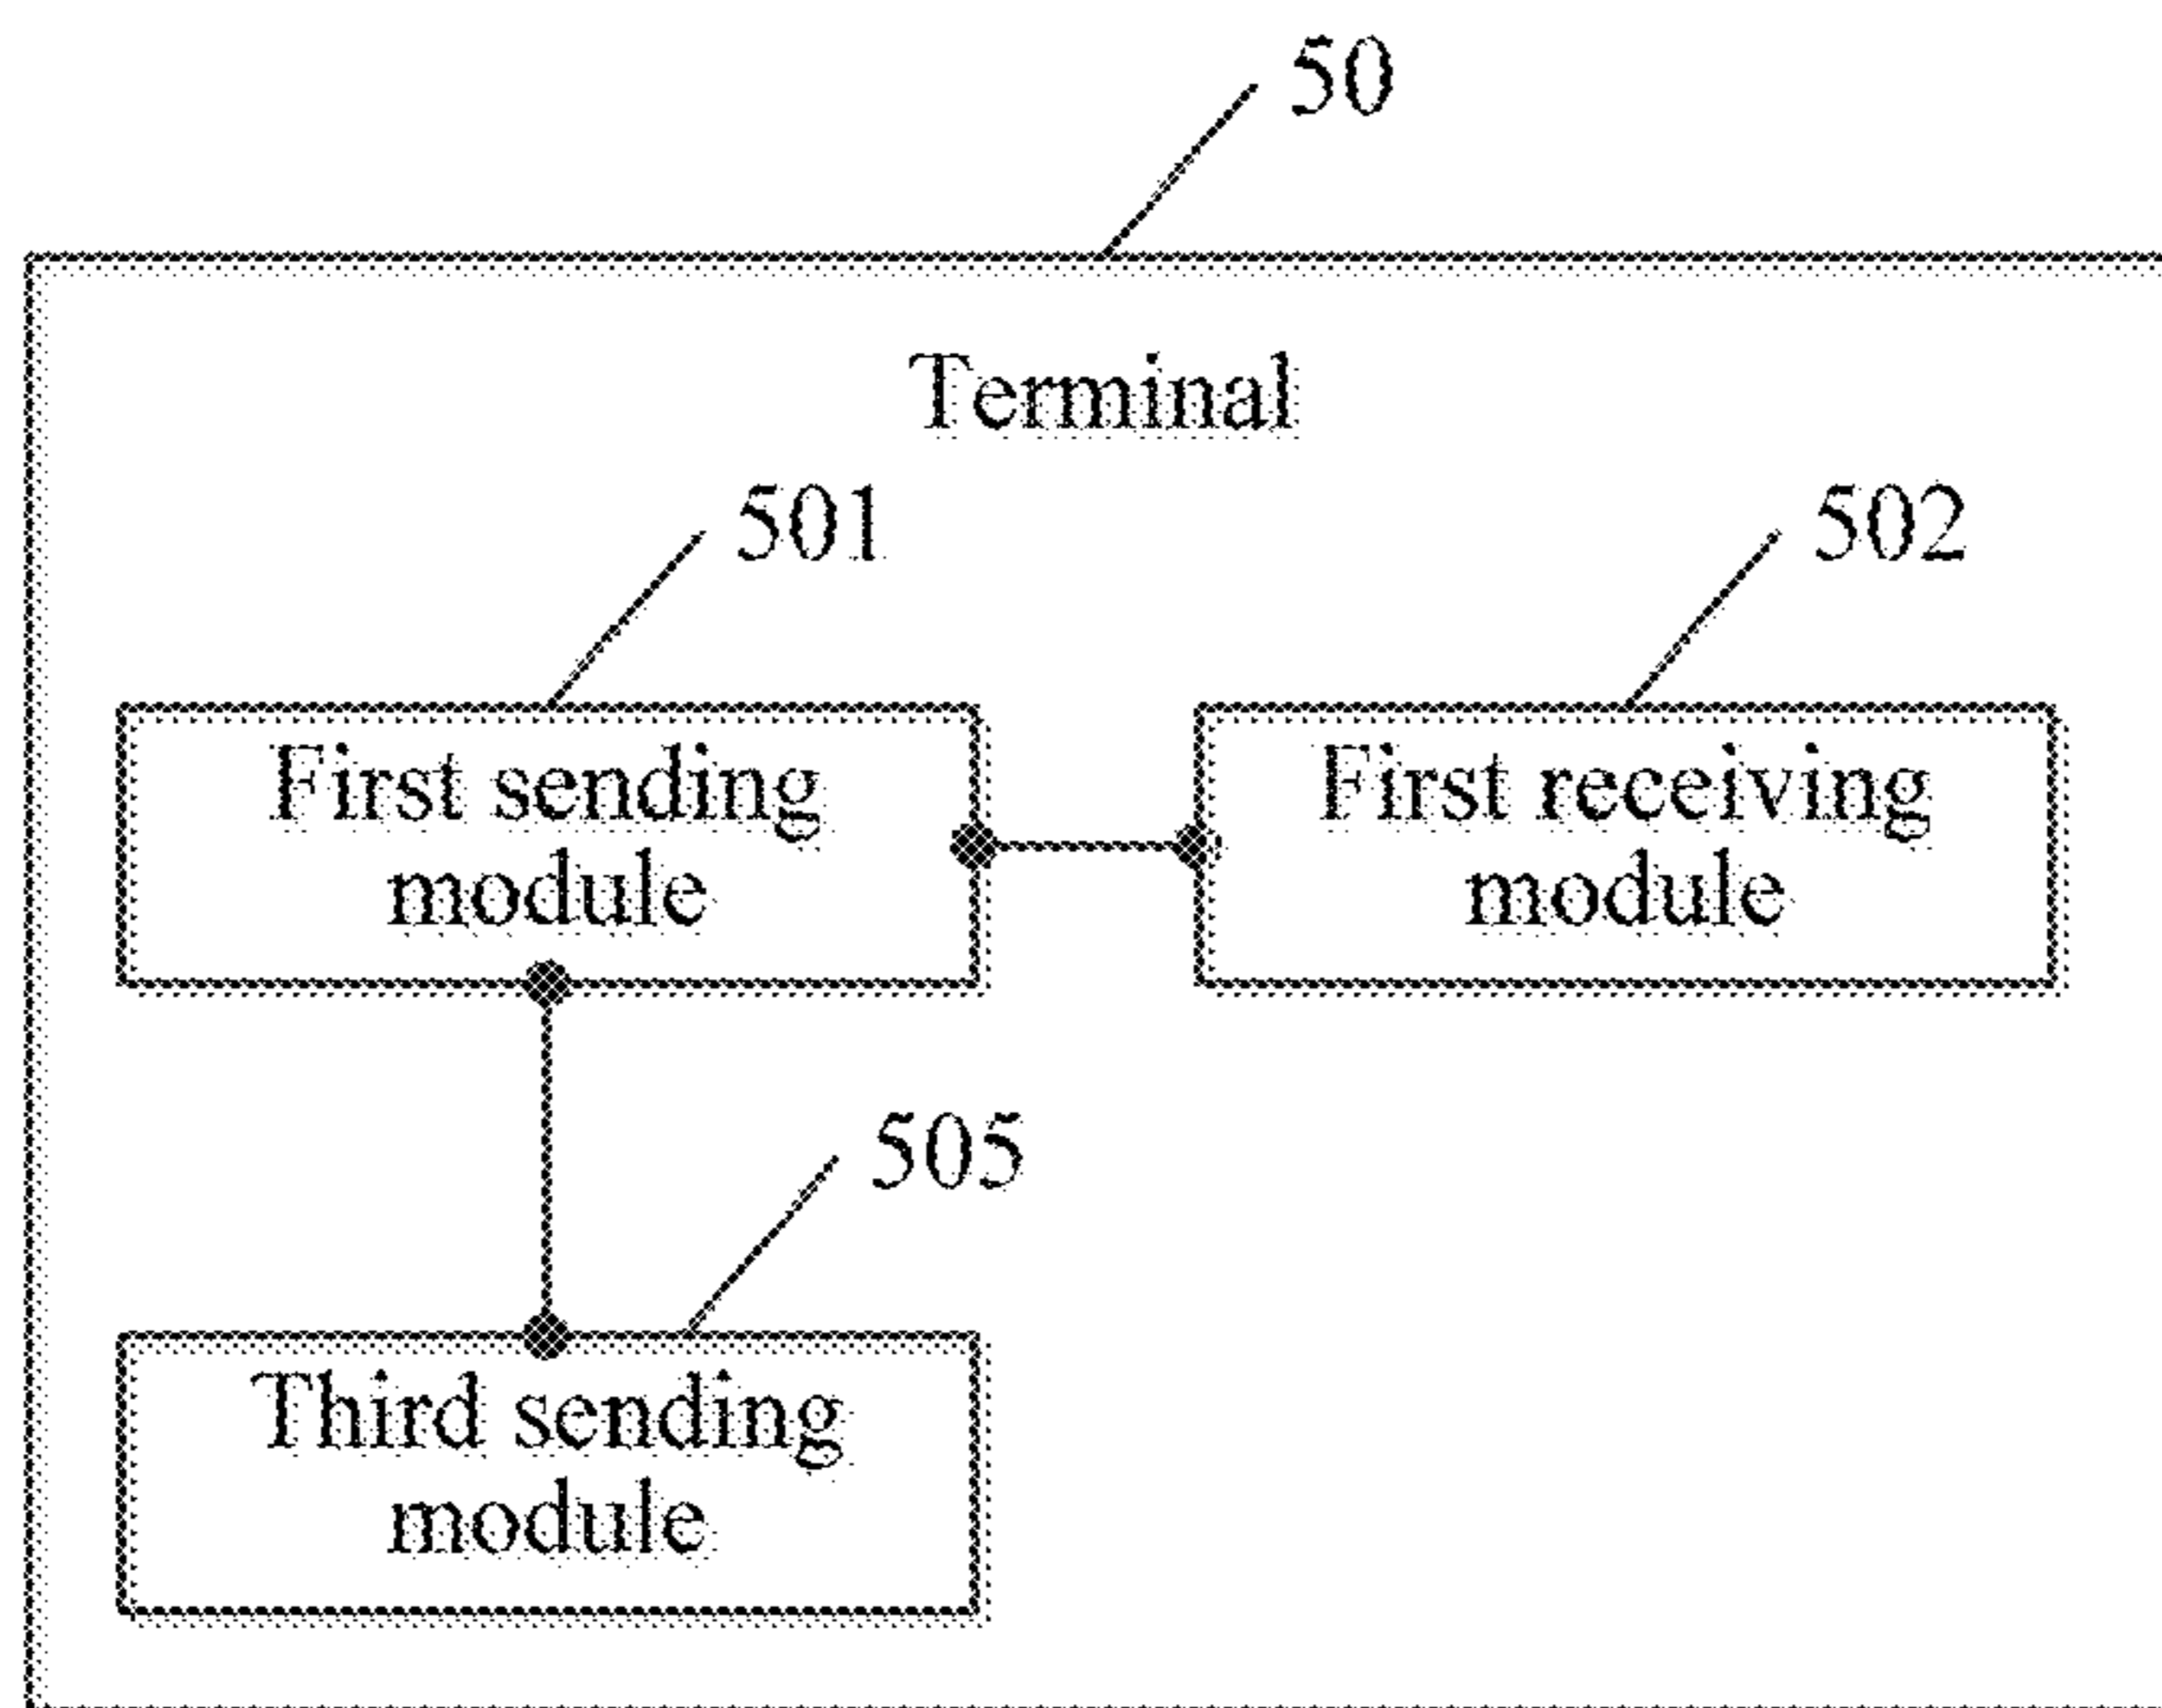 50
Terminal
501
502
First sending
module
First receiving
module
505
Third sending
module